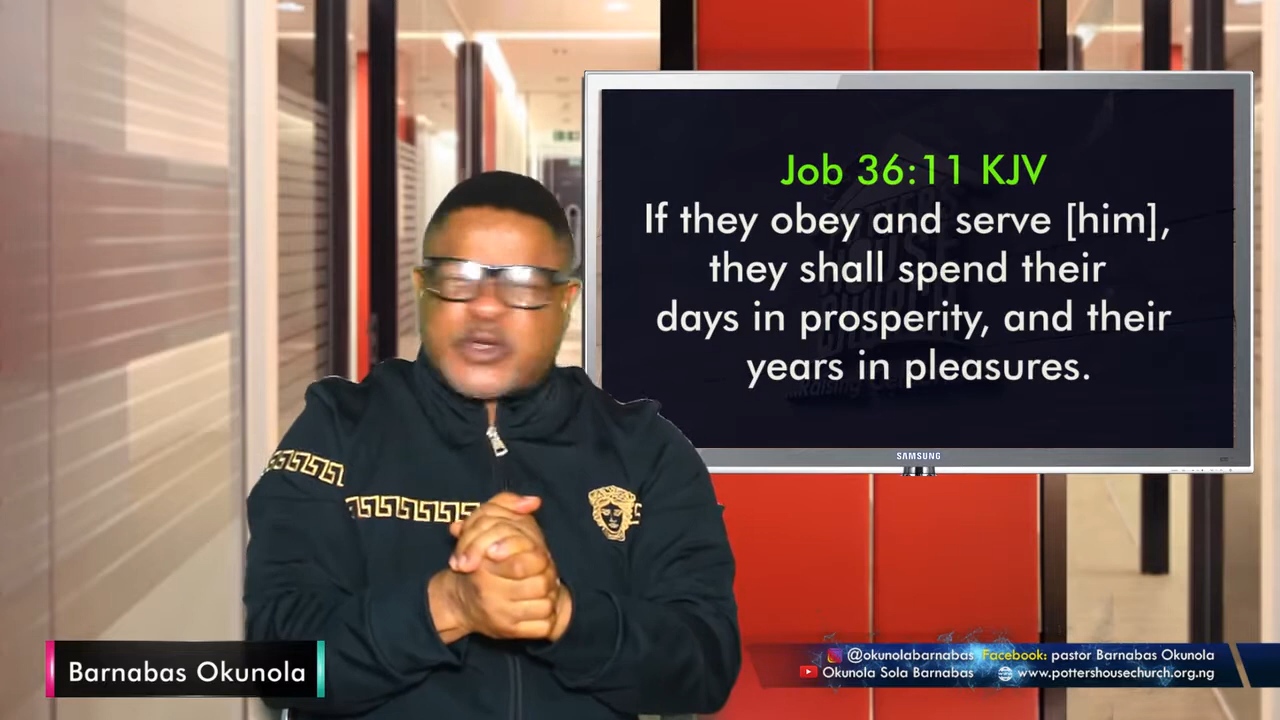 Job 36:11 KJV
If they obey and serve [him],
they shall spend their
days in prosperity, and their
years in pleasures.
SAMSUNG
Barnabas Okunola
@okunolabarnabas Facebook: pastor Barnabas Okunola
Okunola Sola Barnabas www.pottershousechurch.org.ng